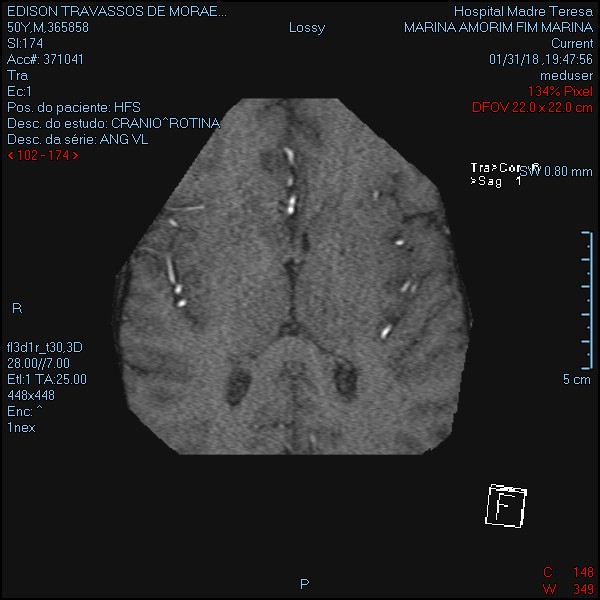 EDISON TRAVASSOS DE MORAE...
50Y,M,365858
Sl:174
Acc#: 371041
Tra
Ec:1
Pos. do paciente: HFS
Desc. do estudo: CRANIO^ROTINA
Desc. da série: ANG VL
< 102 - 174 >
Lossy
Hospital Madre Teresa
MARINA AMORIM FIM MARINA
Current
01/31/18 ,19:47:56
meduser
134% Pixel
DFOV 22.0 x 22.0 cm
Tra>Cor
>Sag 1
SW 0.80 mm
R
fl3d1r_t30,3D
28.00//7.00
Etl:1 TA:25.00
448x448
Enc: ^
1nex
5 cm
F
P
C 148
W 349